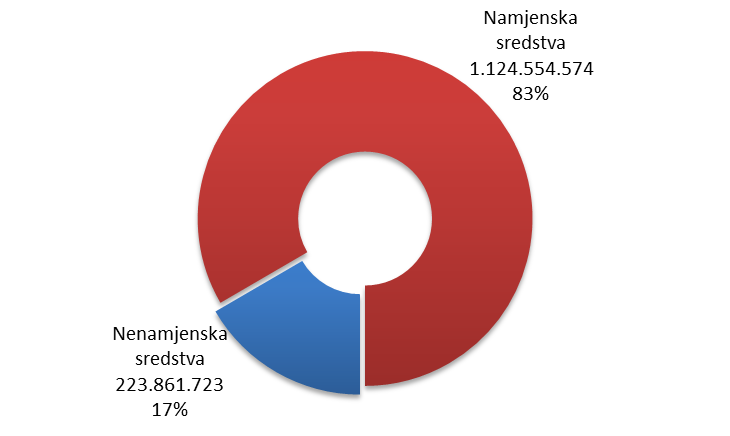 Namjenska
sredstva
1.124.554.574
83%
Nenamjenska
sredstva
223.861.723
17%